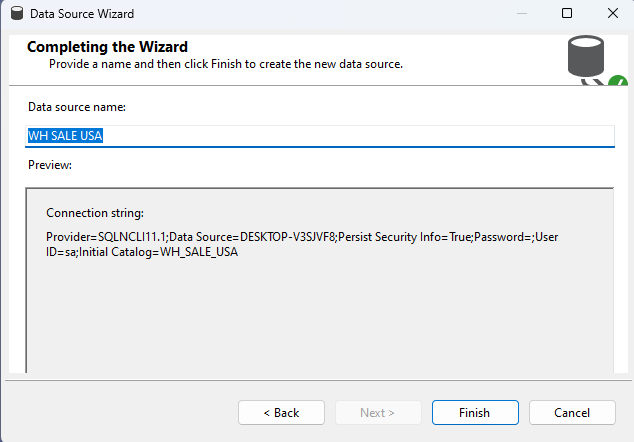 Data Source Wizard
Completing the Wizard
Provide a name and then click Finish to create the new data source.
Data source name:
WH SALE USA
Preview:
Connection string:
Provider=SQLNCLI11.1;Data Source=DESKTOP-V3SJVF8;Persist Security Info=True;Password=;User
ID=sa;Initial Catalog=WH_SALE_USA
< Back
Next >
Finish
Cancel